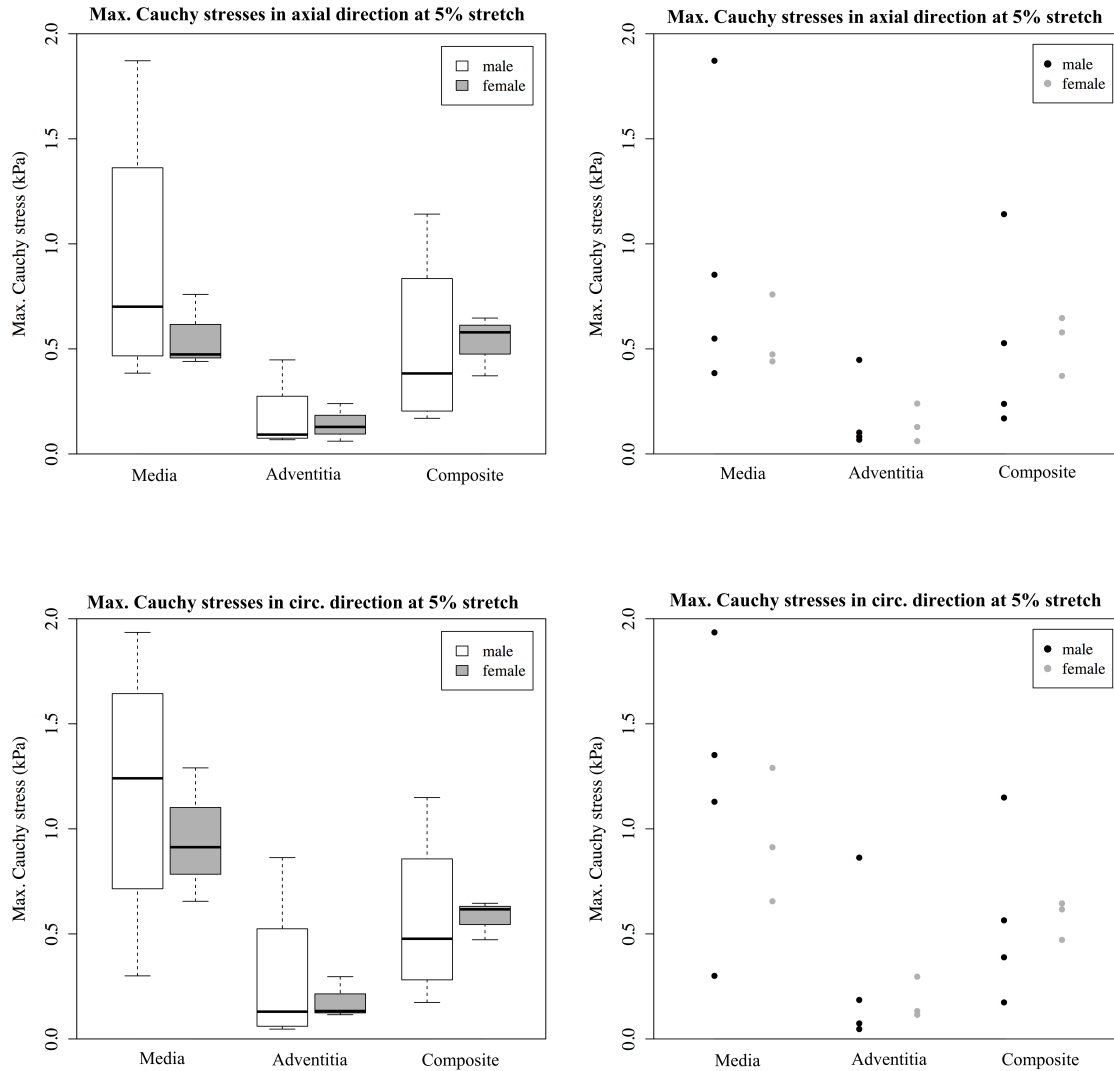 Max. Cauchy stresses in axial direction at 5% stretch
Max. Cauchy stress (kPa)
0.0 0.5 1.0 1.5 2.0
male
female
Media Adventitia Composite
Max. Cauchy stresses in axial direction at 5% stretch
Max. Cauchy stress (kPa)
0.0 0.5 1.0 1.5 2.0
male
female
Media Adventitia Composite
Max. Cauchy stresses in circ. direction at 5% stretch
Max. Cauchy stress (kPa)
0.0 0.5 1.0 1.5 2.0
male
female
Media Adventitia Composite
Max. Cauchy stresses in circ. direction at 5% stretch
Max. Cauchy stress (kPa)
0.0 0.5 1.0 1.5 2.0
male
female
Media Adventitia Composite